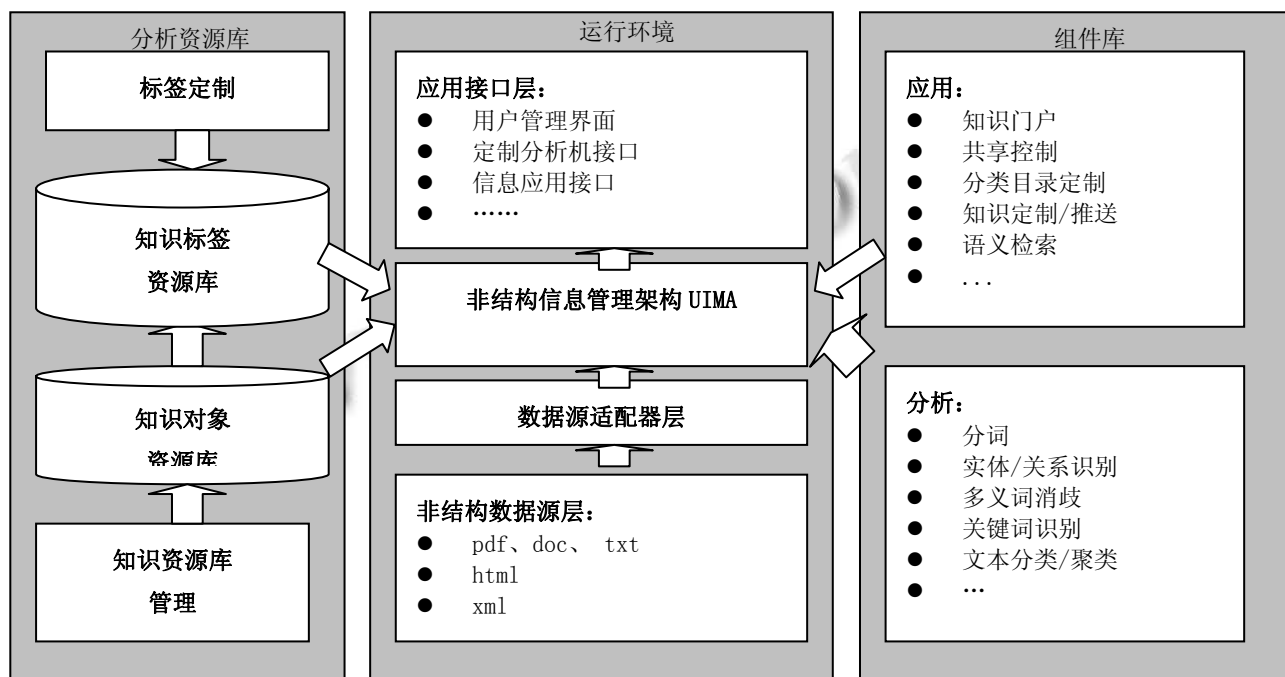 分析资源库
标签定制
知识标签
资源库
知识对象
资源库
知识资源库
管理
运行环境
应用接口层：
● 用户管理界面
● 定制分析机接口
● 信息应用接口
● ……
非结构信息管理架构 UIMA
数据源适配器层
非结构数据源层：
● pdf、doc、 txt
● html
● xml
组件库
应用：
● 知识门户
● 共享控制
● 分类目录定制
● 知识定制/推送
● 语义检索
● ...
分析：
● 分词
● 实体/关系识别
● 多义词消歧
● 关键词识别
● 文本分类/聚类
● …